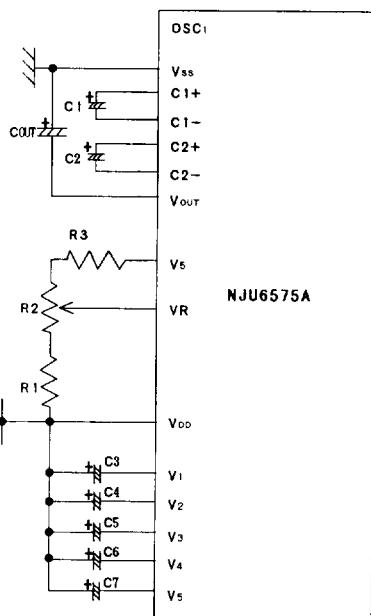 OSC1
VSS
C1+
+
C1
C1-
+
COUT
C2+
+
C2
C2-
VOUT
R3
V5
R2
VR
NJU6575A
R1
VDD
+ C3
V1
+ C4
V2
+ C5
V3
+ C6
V4
+ C7
V5